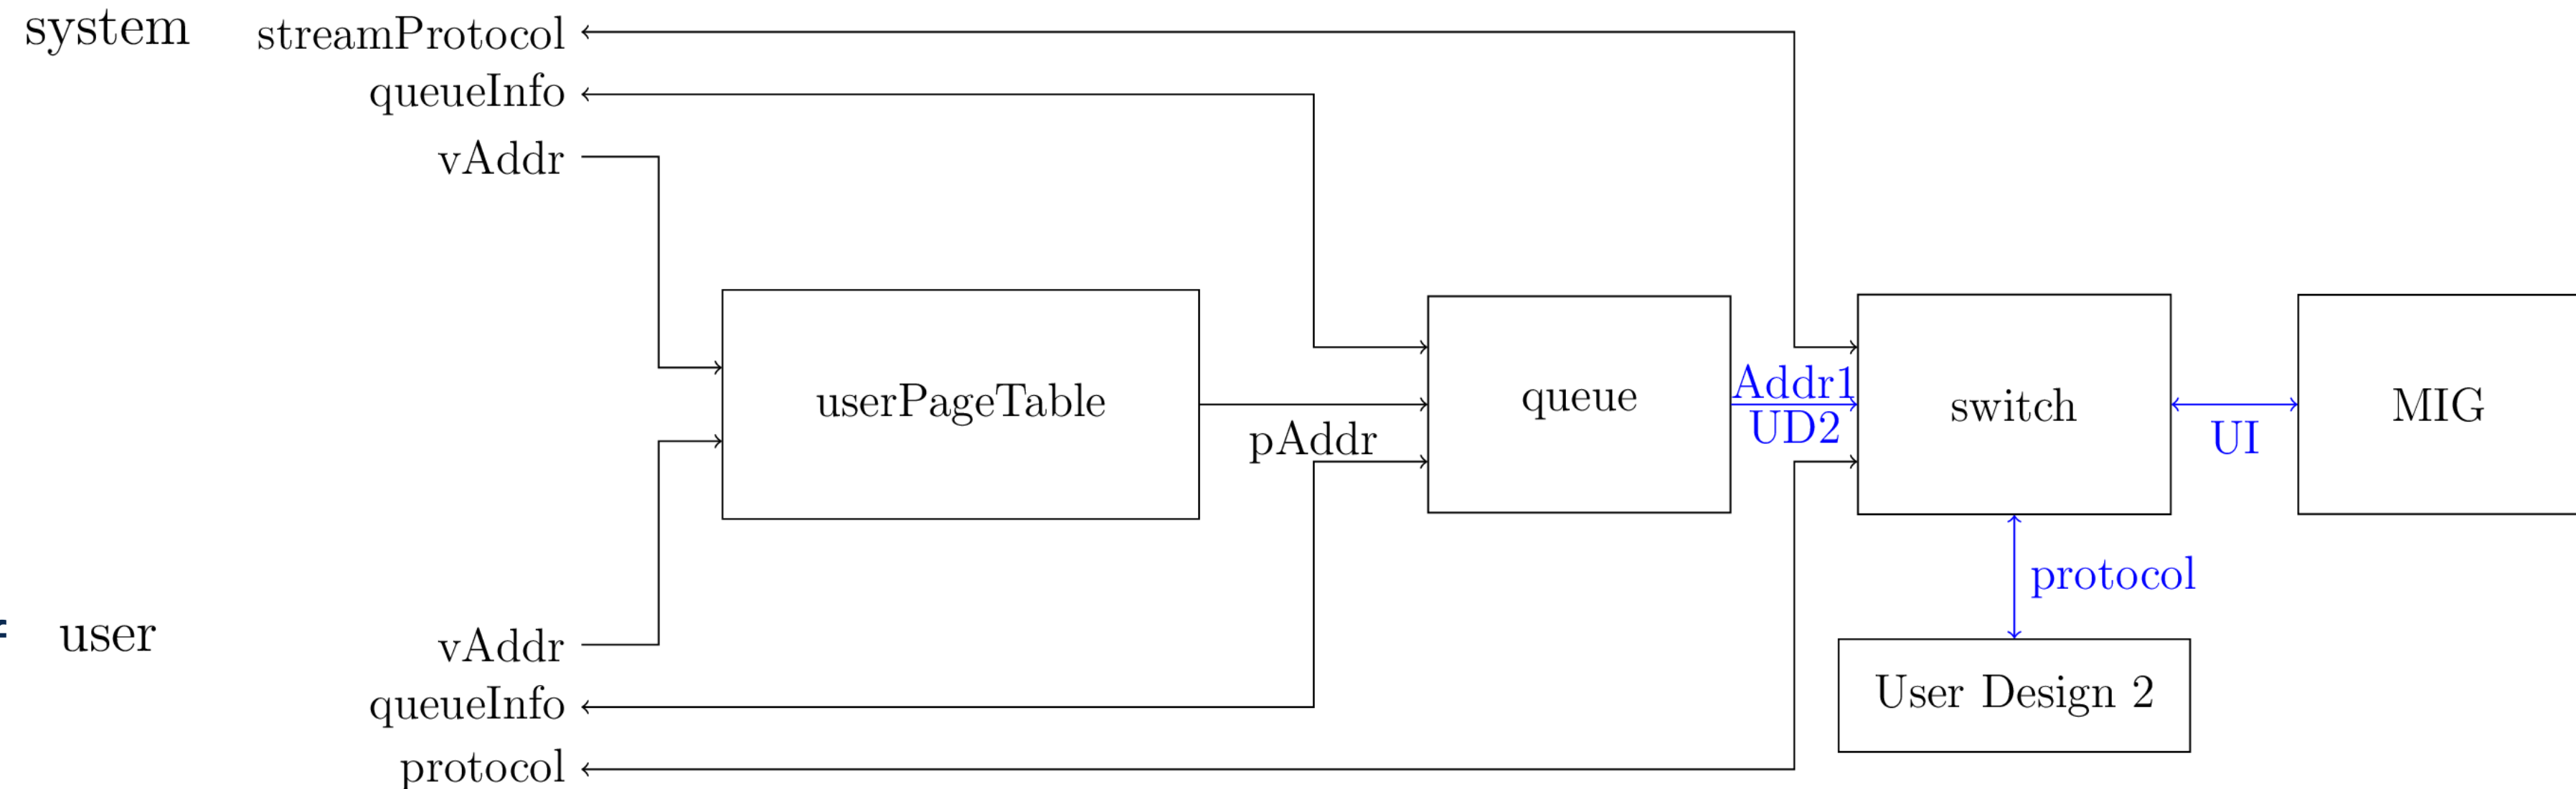 system
streamProtocol
queueInfo
vAddr
userPageTable
pAddr
queue
Addr1
UD2
switch
UI
MIG
protocol
User Design 2
user
vAddr
queueInfo
protocol